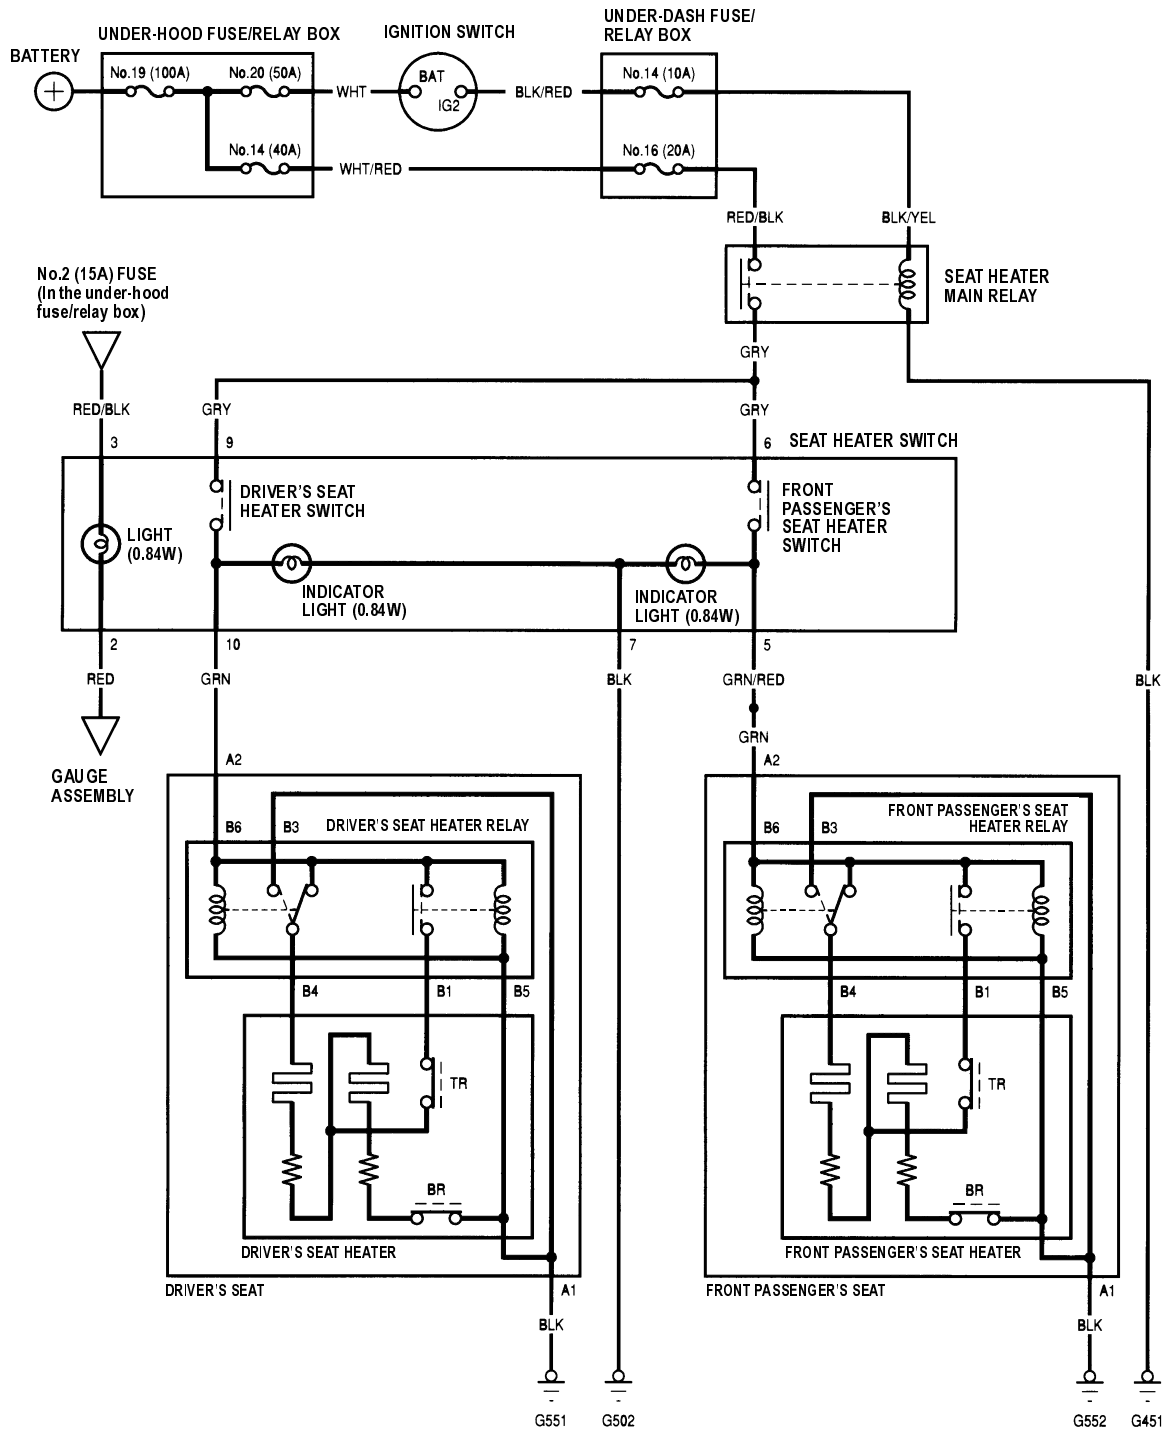 UNDER-DASH FUSE/
RELAY BOX
UNDER-HOOD FUSE/RELAY BOX
IGNITION SWITCH
BATTERY
No.19 (100A)
No.20 (50A)
WHT
BAT
IG2
BLK/RED
No.14 (10A)
No.14 (40A)
WHT/RED
No.16 (20A)
RED/BLK
BLK/YEL
No.2 (15A) FUSE
(In the under-hood
fuse/relay box)
SEAT HEATER
MAIN RELAY
GRY
RED/BLK
GRY
GRY
3
9
6
SEAT HEATER SWITCH
DRIVER'S SEAT
HEATER SWITCH
FRONT
PASSENGER'S
SEAT HEATER
SWITCH
LIGHT
(0.84W)
INDICATOR
LIGHT (0.84W)
INDICATOR
LIGHT (0.84W)
2
10
7
5
RED
GRN
BLK
GRN/RED
BLK
GRN
A2
A2
GAUGE
ASSEMBLY
B6
B3
DRIVER'S SEAT HEATER RELAY
B6
B3
FRONT PASSENGER'S SEAT
HEATER RELAY
B4
B1
B5
B4
B1
B5
TR
TR
BR
BR
DRIVER'S SEAT HEATER
FRONT PASSENGER'S SEAT HEATER
DRIVER'S SEAT
A1
FRONT PASSENGER'S SEAT
A1
BLK
BLK
G551
G502
G552
G451